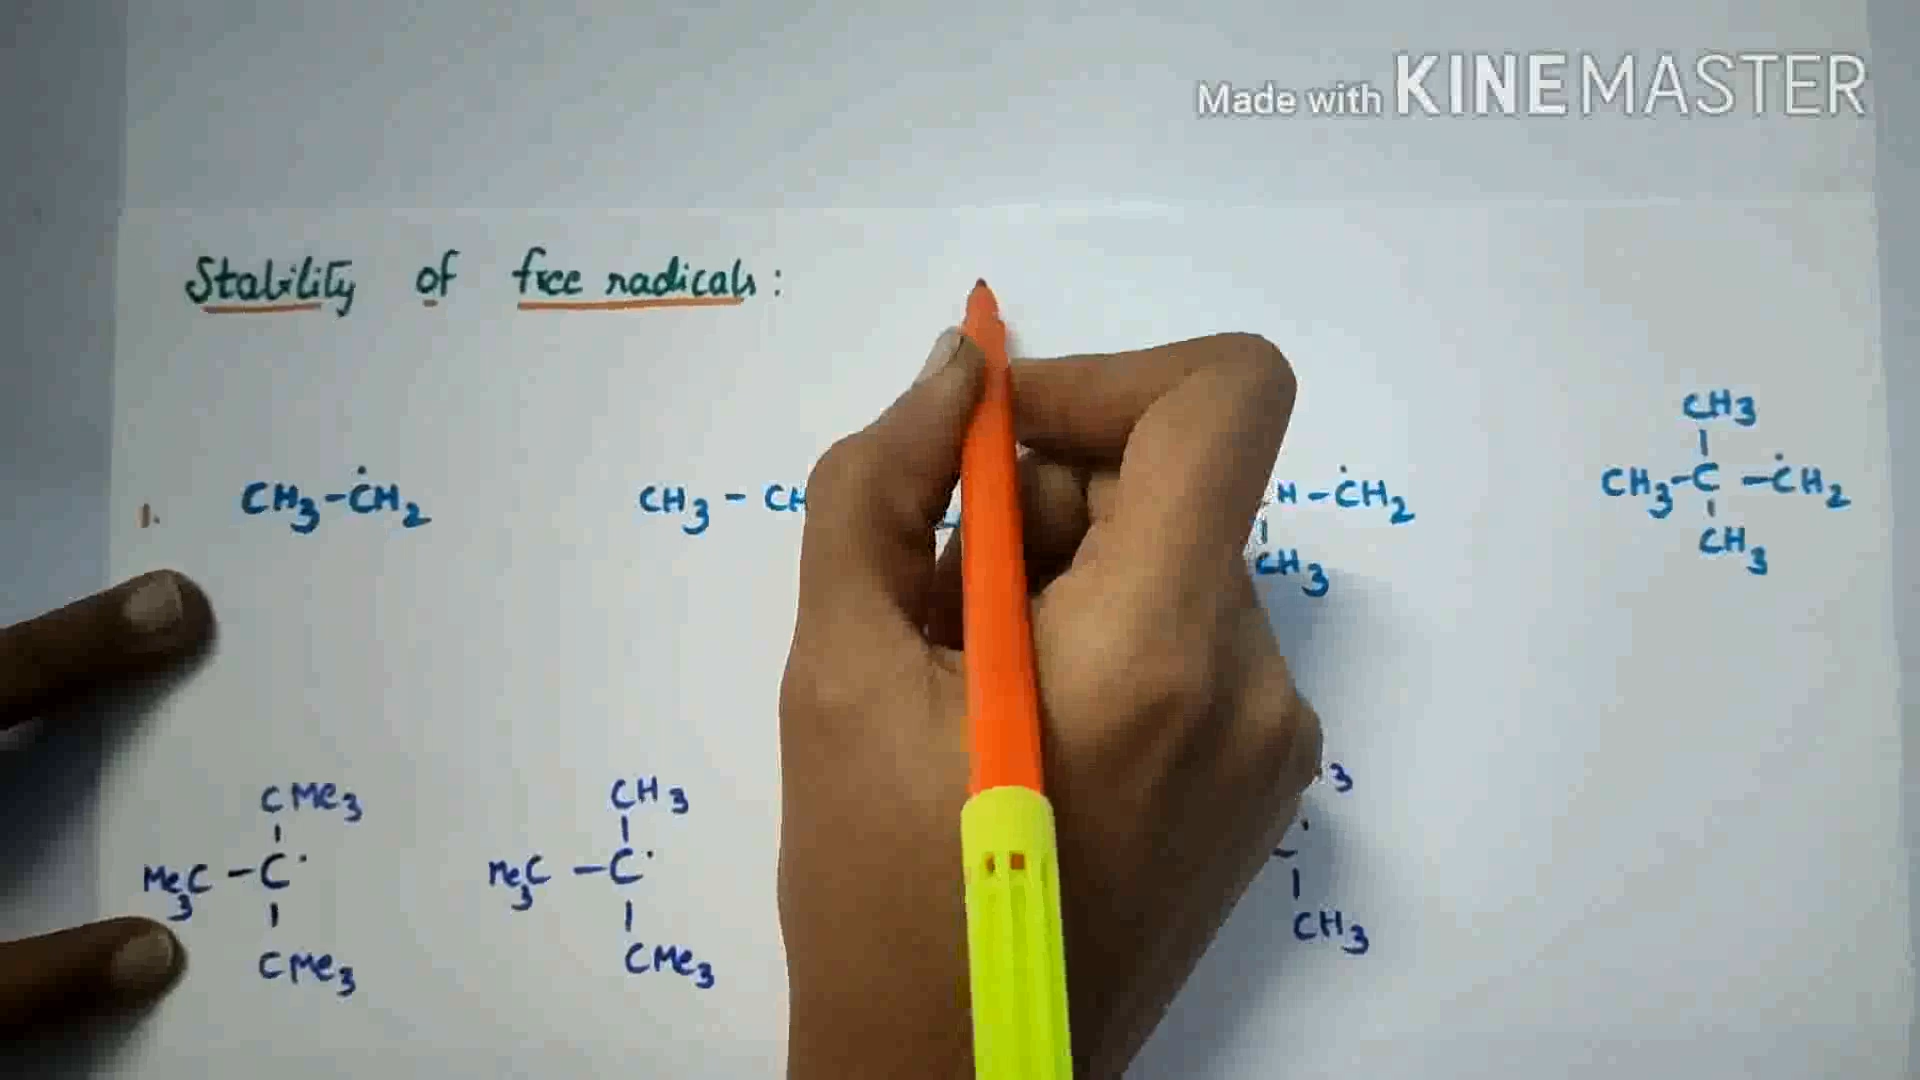 Made with KINEMASTER
Stability of free radicals:
1. CH3-ĊH2 CH3 - CH H -ĊH2 CH3-C -ĊH2
CH3
CH3
CH3
CMe3 CH3 3
Me3C -C· Me3C -C· ·
CMe3 CMe3 CH3